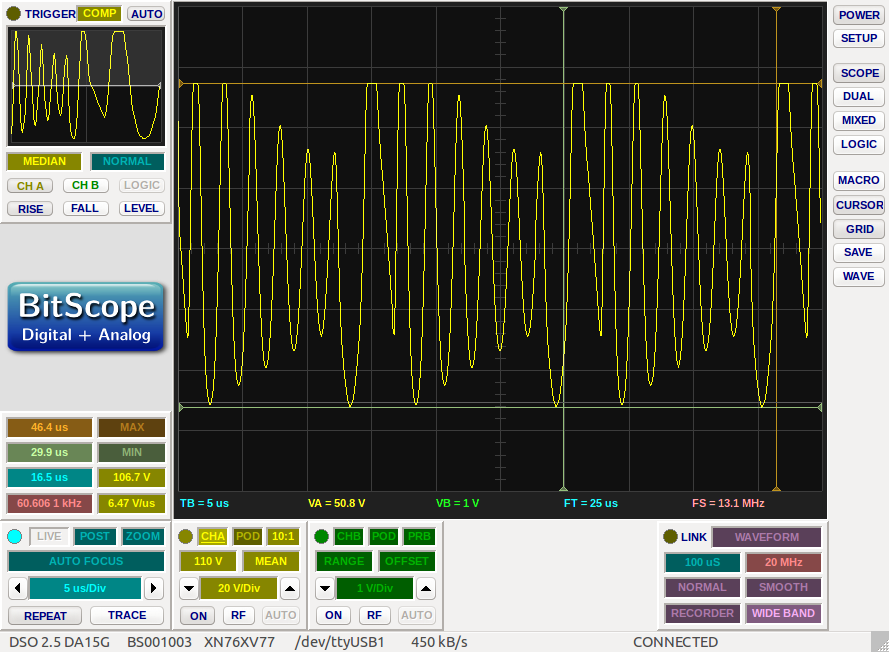 TRIGGER COMP AUTO
POWER
SETUP
SCOPE
DUAL
MIXED
LOGIC
MACRO
CURSOR
GRID
SAVE
WAVE
MEDIAN NORMAL
CH A CH B LOGIC
RISE FALL LEVEL
BitScope
Digital + Analog
46.4 us MAX
29.9 us MIN
16.5 us 106.7 V
60.606 1 kHz 6.47 V/us
TB = 5 us VA = 50.8 V VB = 1 V FT = 25 us FS = 13.1 MHz
LIVE POST ZOOM
AUTO FOCUS
5 us/Div
REPEAT TRACE
CHA POD 10:1
110 V MEAN
20 V/Div
ON RF AUTO
CHB POD PRB
RANGE OFFSET
1 V/Div
ON RF AUTO
LINK WAVEFORM
100 uS 20 MHz
NORMAL SMOOTH
RECORDER WIDE BAND
DSO 2.5 DA15G BS001003 XN76XV77 /dev/ttyUSB1 450 kB/s CONNECTED